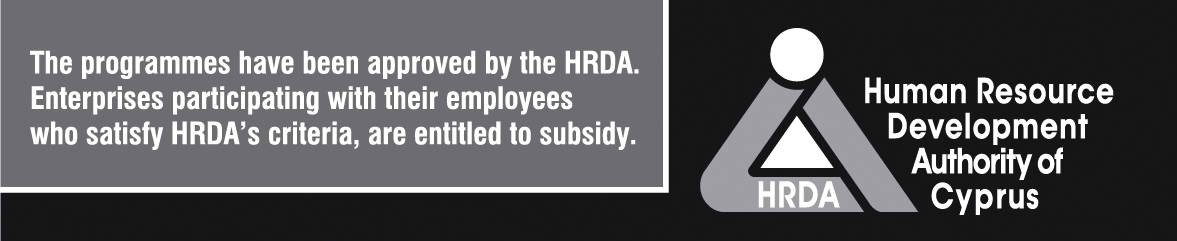 The programmes have been approved by the HRDA.
Enterprises participating with their employees
who satisfy HRDA's criteria, are entitled to subsidy.
HRDA
Human Resource
Development
Authority of
Cyprus